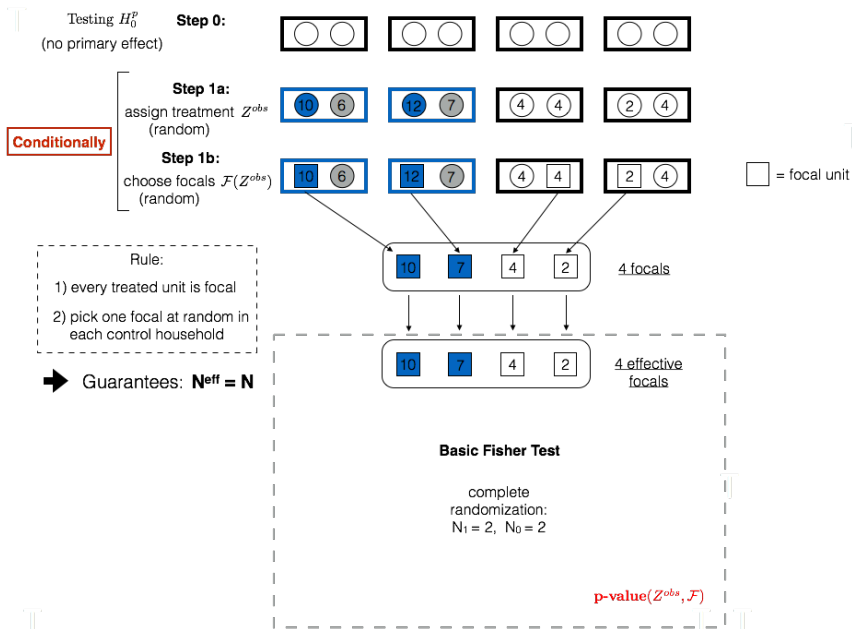 Testing H_0^p Step 0:
(no primary effect)
Step 1a:
10 6 12 7 4 4 2 4
assign treatment Z^{obs}
(random)
Conditionally
Step 1b:
10 6 12 7 4 4 2 4
choose focals F(Z^{obs})
(random)
= focal unit
Rule:
10 7 4 2
4 focals
1) every treated unit is focal
2) pick one focal at random in
each control household
10 7 4 2
4 effective
focals
Guarantees: N^{eff} = N
Basic Fisher Test
complete
randomization:
N_1 = 2, N_0 = 2
p-value(Z^{obs}, F)